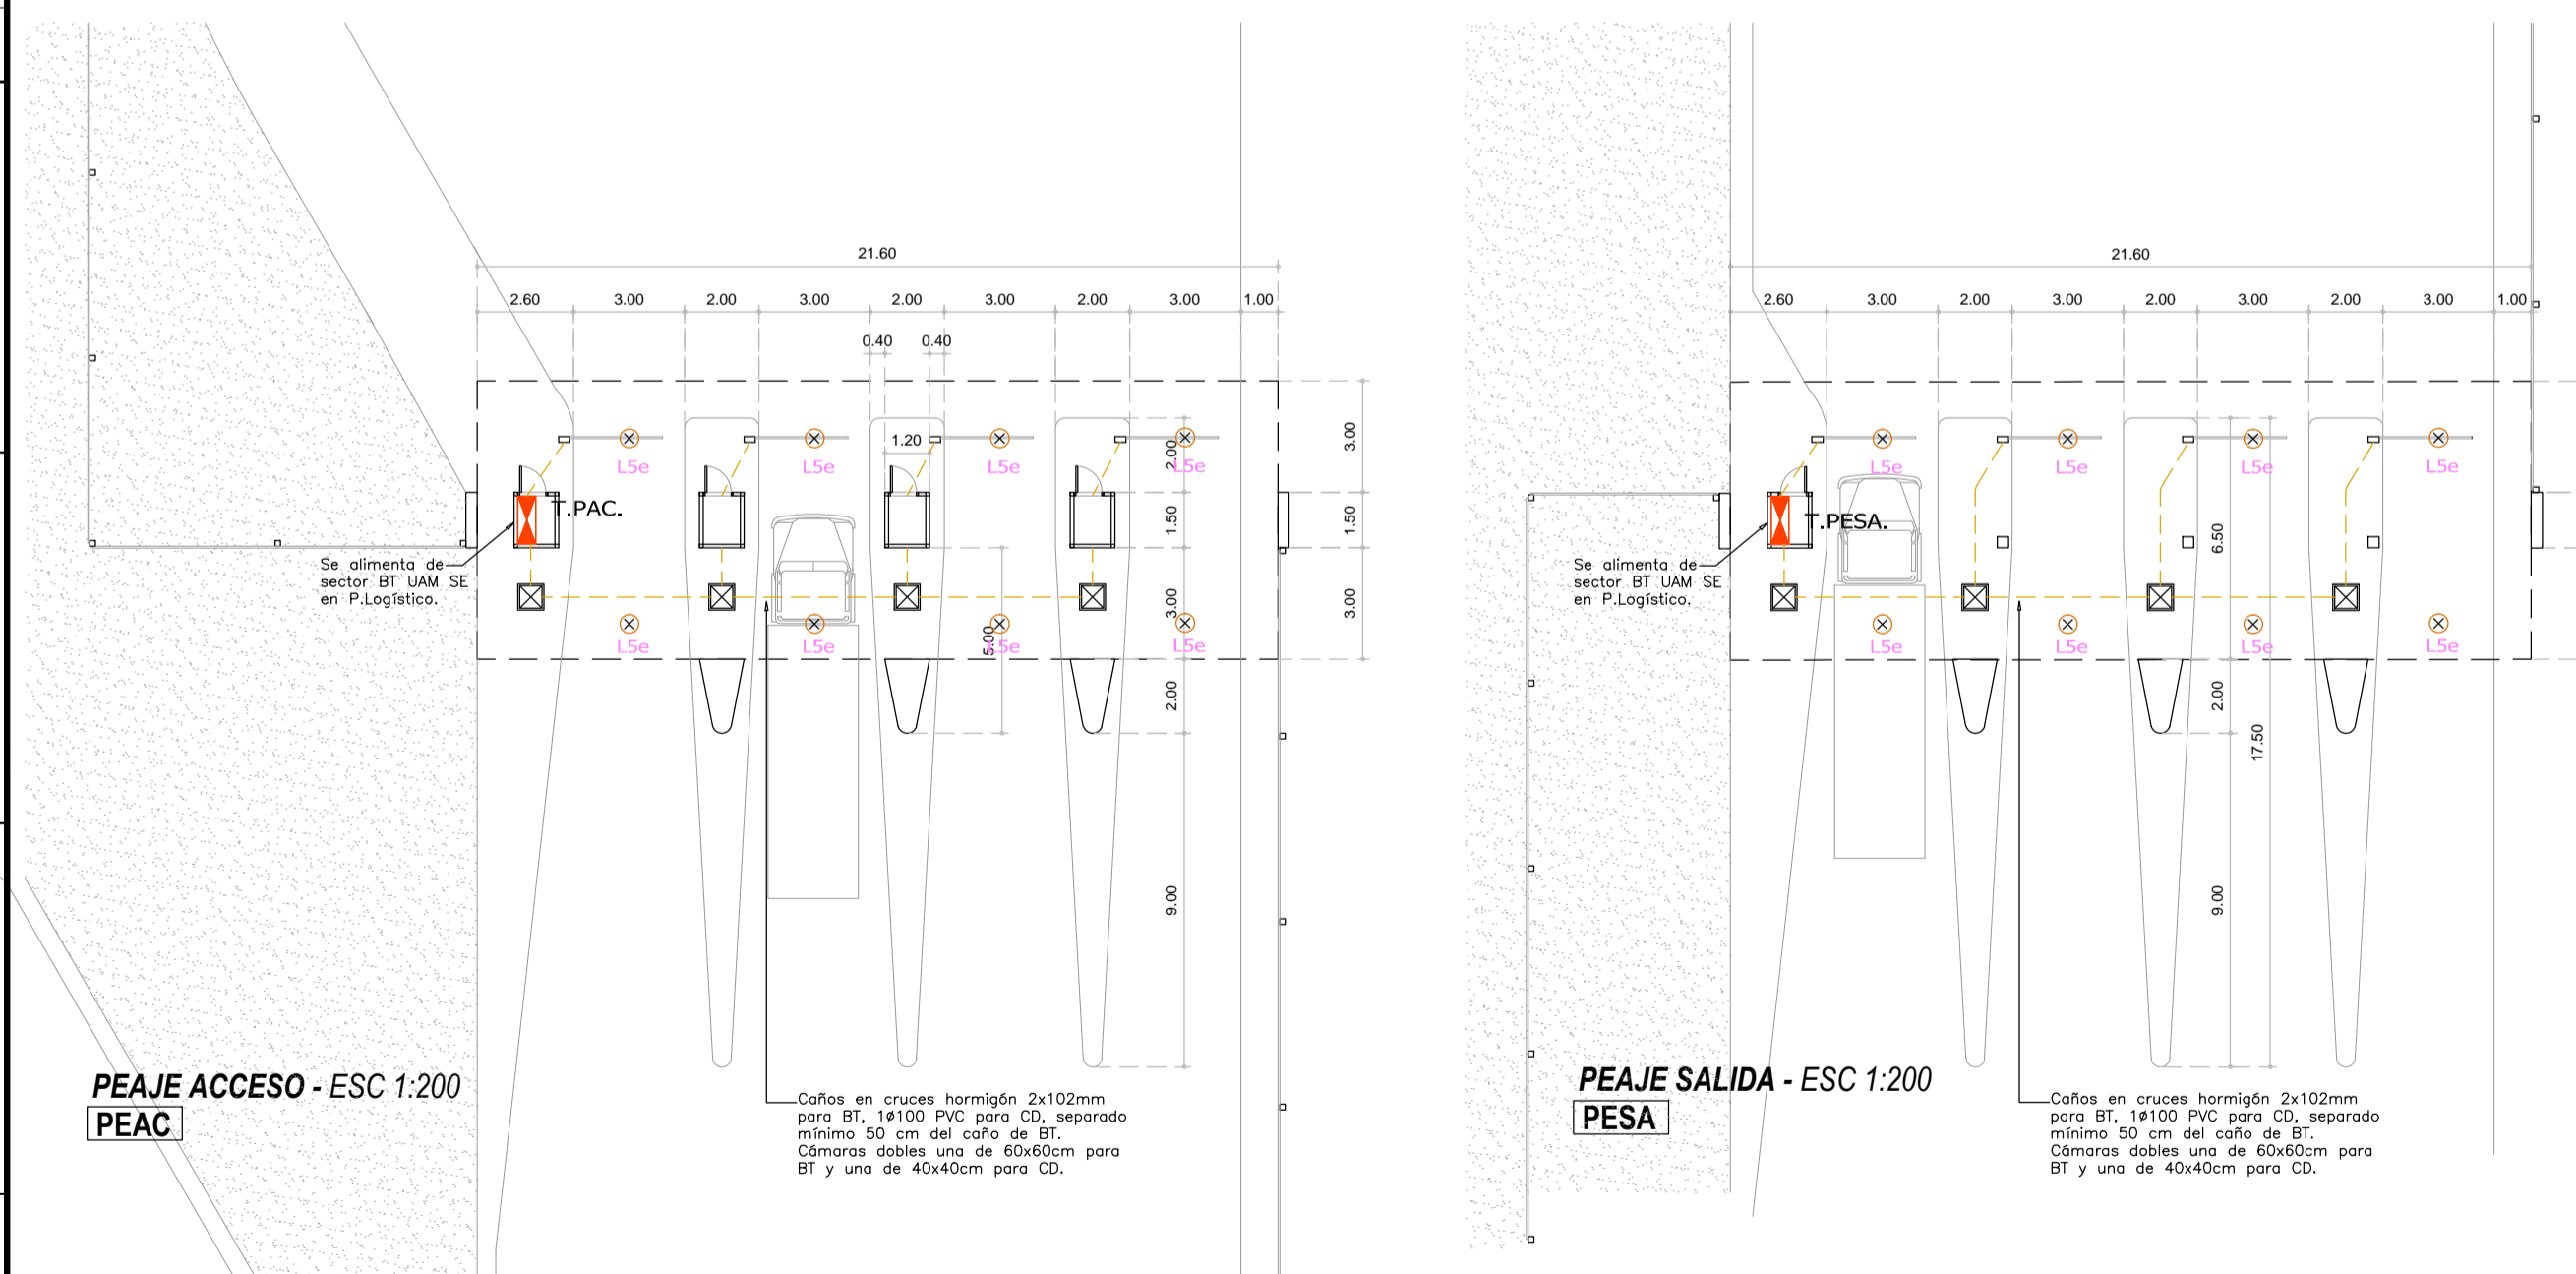 21.60
2.60 3.00 2.00 3.00 2.00 3.00 2.00 3.00 1.00
0.40 0.40
1.20
2.00
3.00
L5e L5e L5e L5e
T.PAC.
1.50
1.50
Se alimenta de
sector BT UAM SE
en P.Logístico.
3.00
3.00
5.00
L5e L5e L5e L5e
2.00
9.00
PEAJE ACCESO - ESC 1:200
PEAC
Caños en cruces hormigón 2x102mm
para BT, 1ø100 PVC para CD, separado
mínimo 50 cm del caño de BT.
Cámaras dobles una de 60x60cm para
BT y una de 40x40cm para CD.
21.60
2.60 3.00 2.00 3.00 2.00 3.00 2.00 3.00 1.00
L5e L5e L5e L5e
T.PESA.
6.50
Se alimenta de
sector BT UAM SE
en P.Logístico.
L5e L5e L5e L5e
2.00
17.50
9.00
PEAJE SALIDA - ESC 1:200
PESA
Caños en cruces hormigón 2x102mm
para BT, 1ø100 PVC para CD, separado
mínimo 50 cm del caño de BT.
Cámaras dobles una de 60x60cm para
BT y una de 40x40cm para CD.